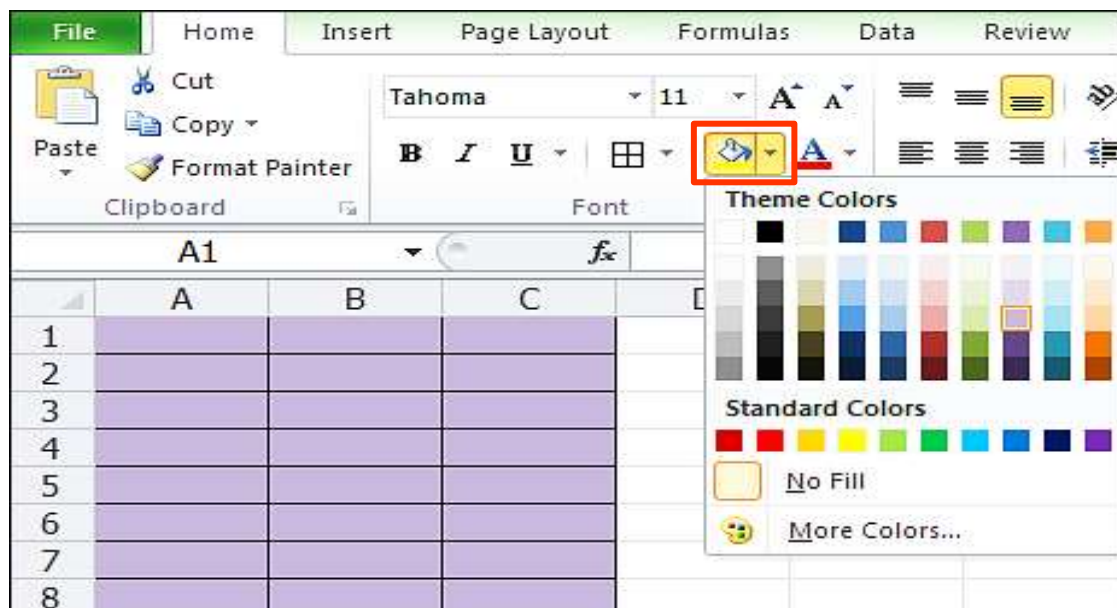 File Home Insert Page Layout Formulas Data Review
Cut
Copy
Paste
Format Painter
Clipboard
Tahoma 11 A A
B I U A
Font
Theme Colors
Standard Colors
No Fill
More Colors...
A1 fx
A B C
1
2
3
4
5
6
7
8